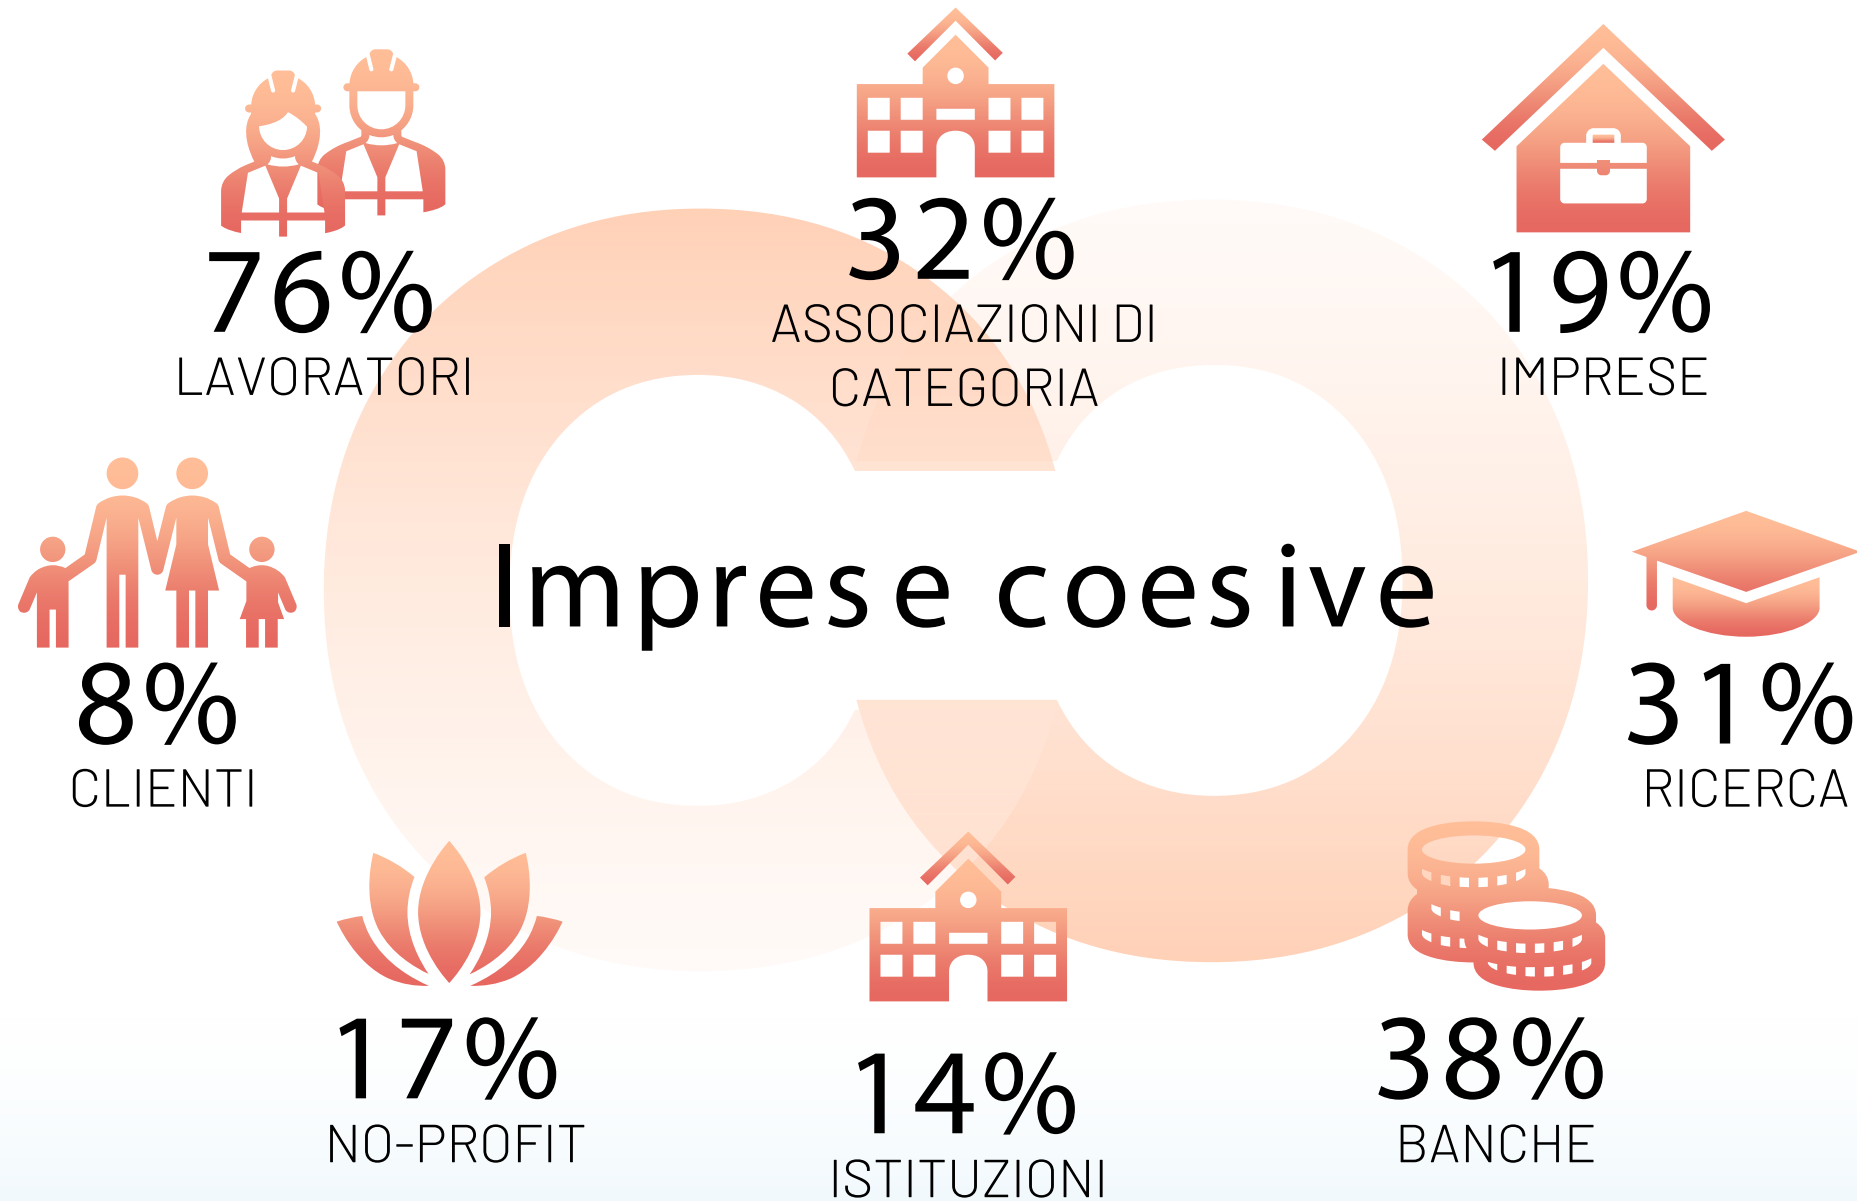 76%
LAVORATORI
32%
ASSOCIAZIONI DI
CATEGORIA
19%
IMPRESE
Imprese coesive
8%
CLIENTI
31%
RICERCA
17%
NO-PROFIT
14%
ISTITUZIONI
38%
BANCHE